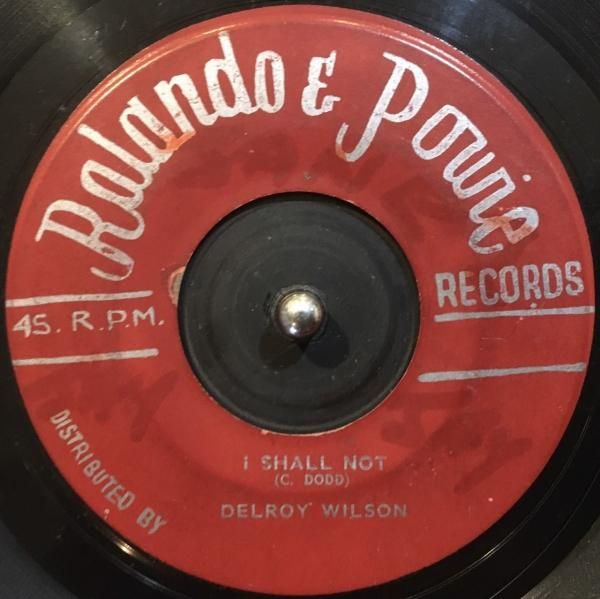 Rolando & Powie
RECORDS
45. R.P.M.
DISTRIBUTED BY
I SHALL NOT
(C. DODD)
DELROY WILSON